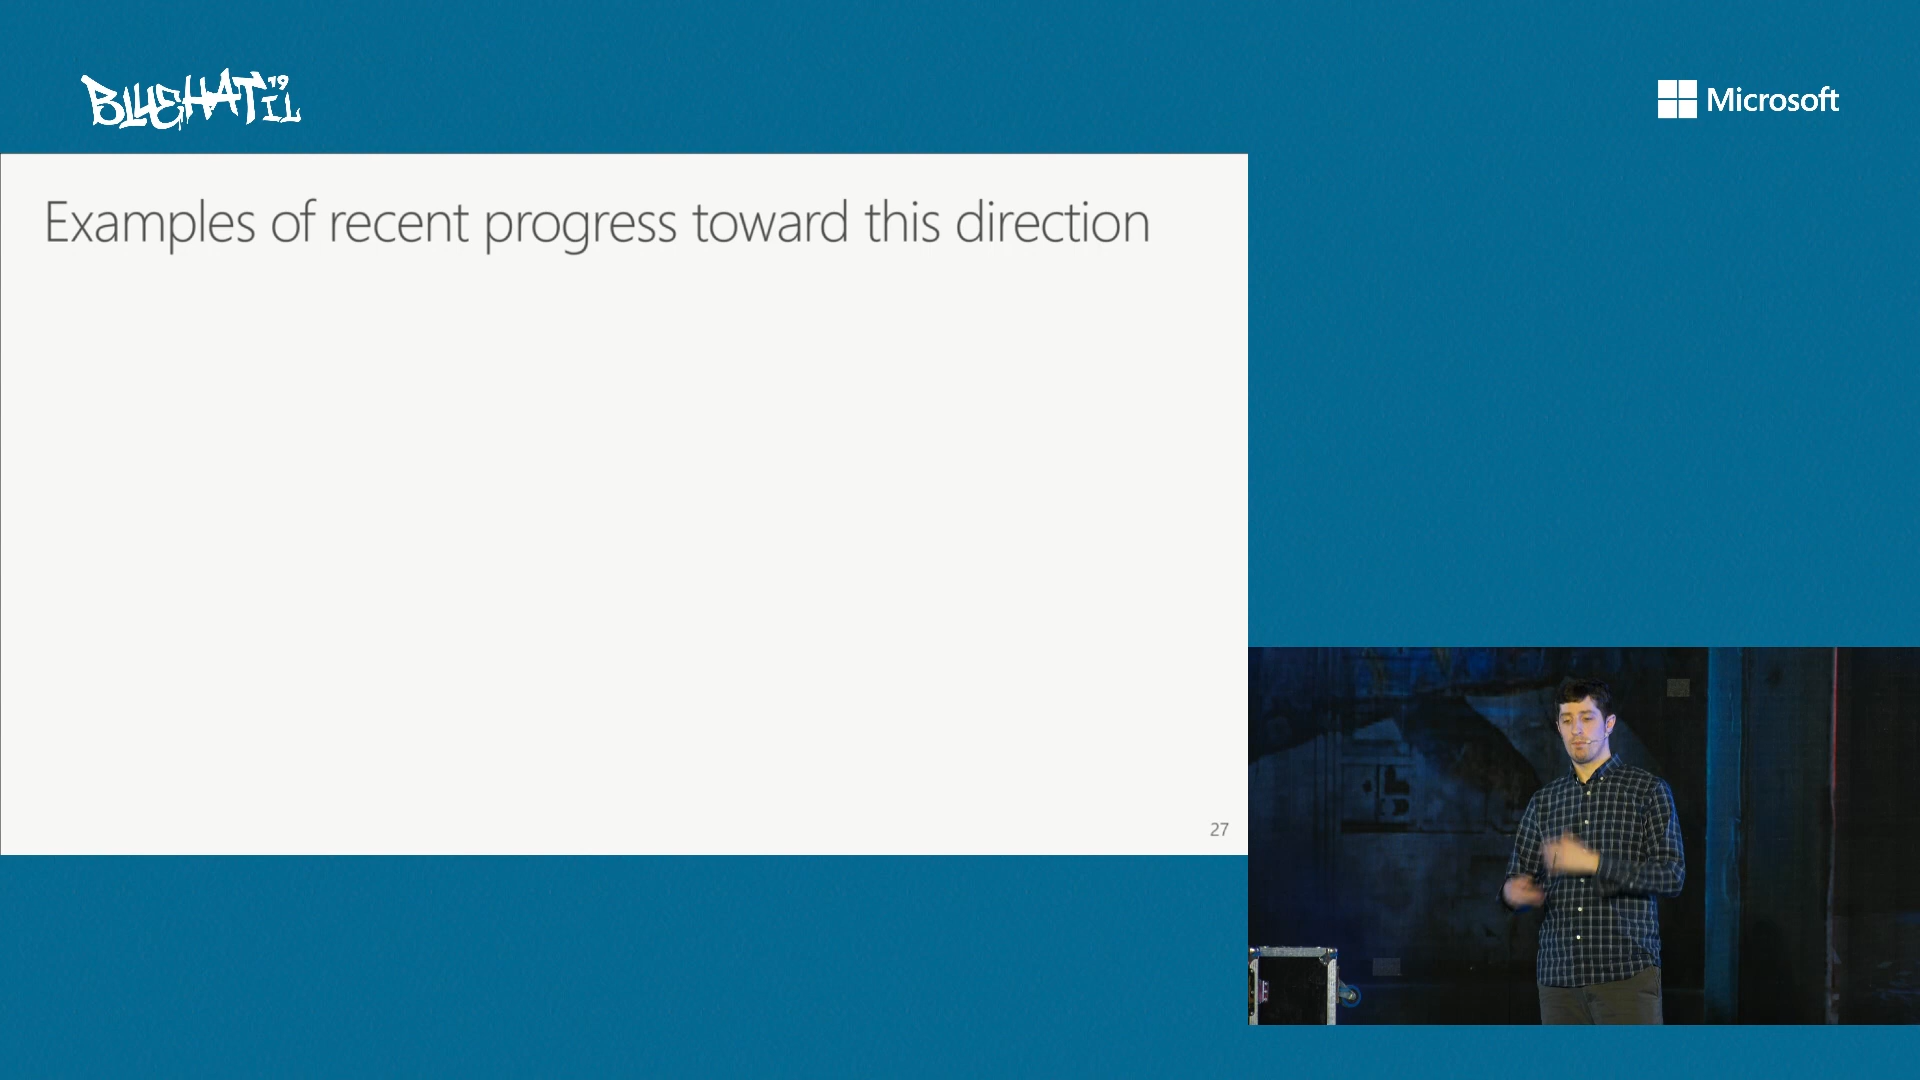 BLUEHAT IL 19
Microsoft
Examples of recent progress toward this direction
27